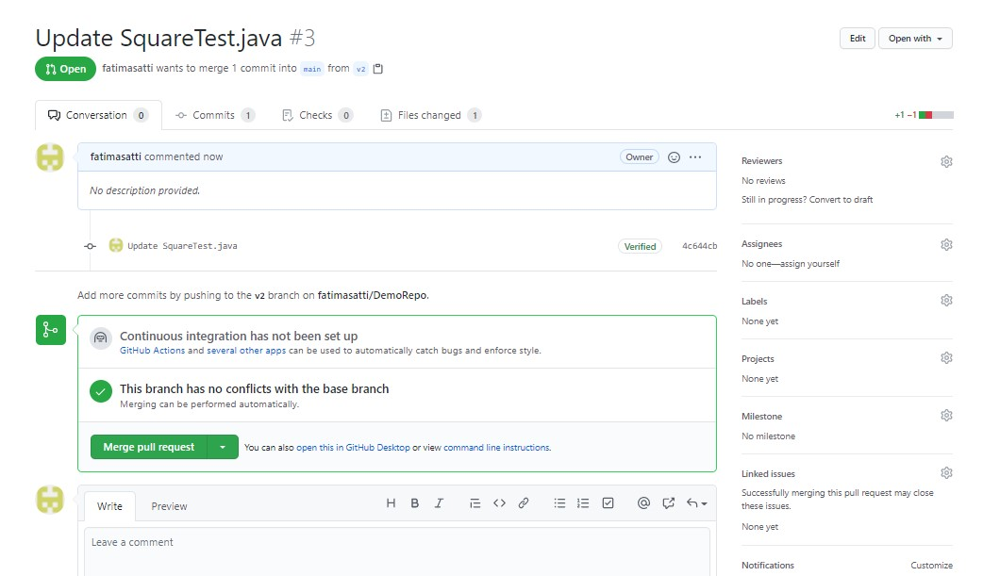 Update SquareTest.java #3
Edit
Open with
Open
fatimasatti wants to merge 1 commit into main from v2
Conversation 0
Commits 1
Checks 0
Files changed 1
+1 −1
fatimasatti commented now
Owner
No description provided.
Update SquareTest.java
Verified
4c644cb
Add more commits by pushing to the v2 branch on fatimasatti/DemoRepo.
Continuous integration has not been set up
GitHub Actions and several other apps can be used to automatically catch bugs and enforce style.
This branch has no conflicts with the base branch
Merging can be performed automatically.
Merge pull request
You can also open this in GitHub Desktop or view command line instructions.
Write
Preview
H B I
Leave a comment
Reviewers
No reviews
Still in progress? Convert to draft
Assignees
No one—assign yourself
Labels
None yet
Projects
None yet
Milestone
No milestone
Linked issues
Successfully merging this pull request may close
these issues.
None yet
Notifications
Customize